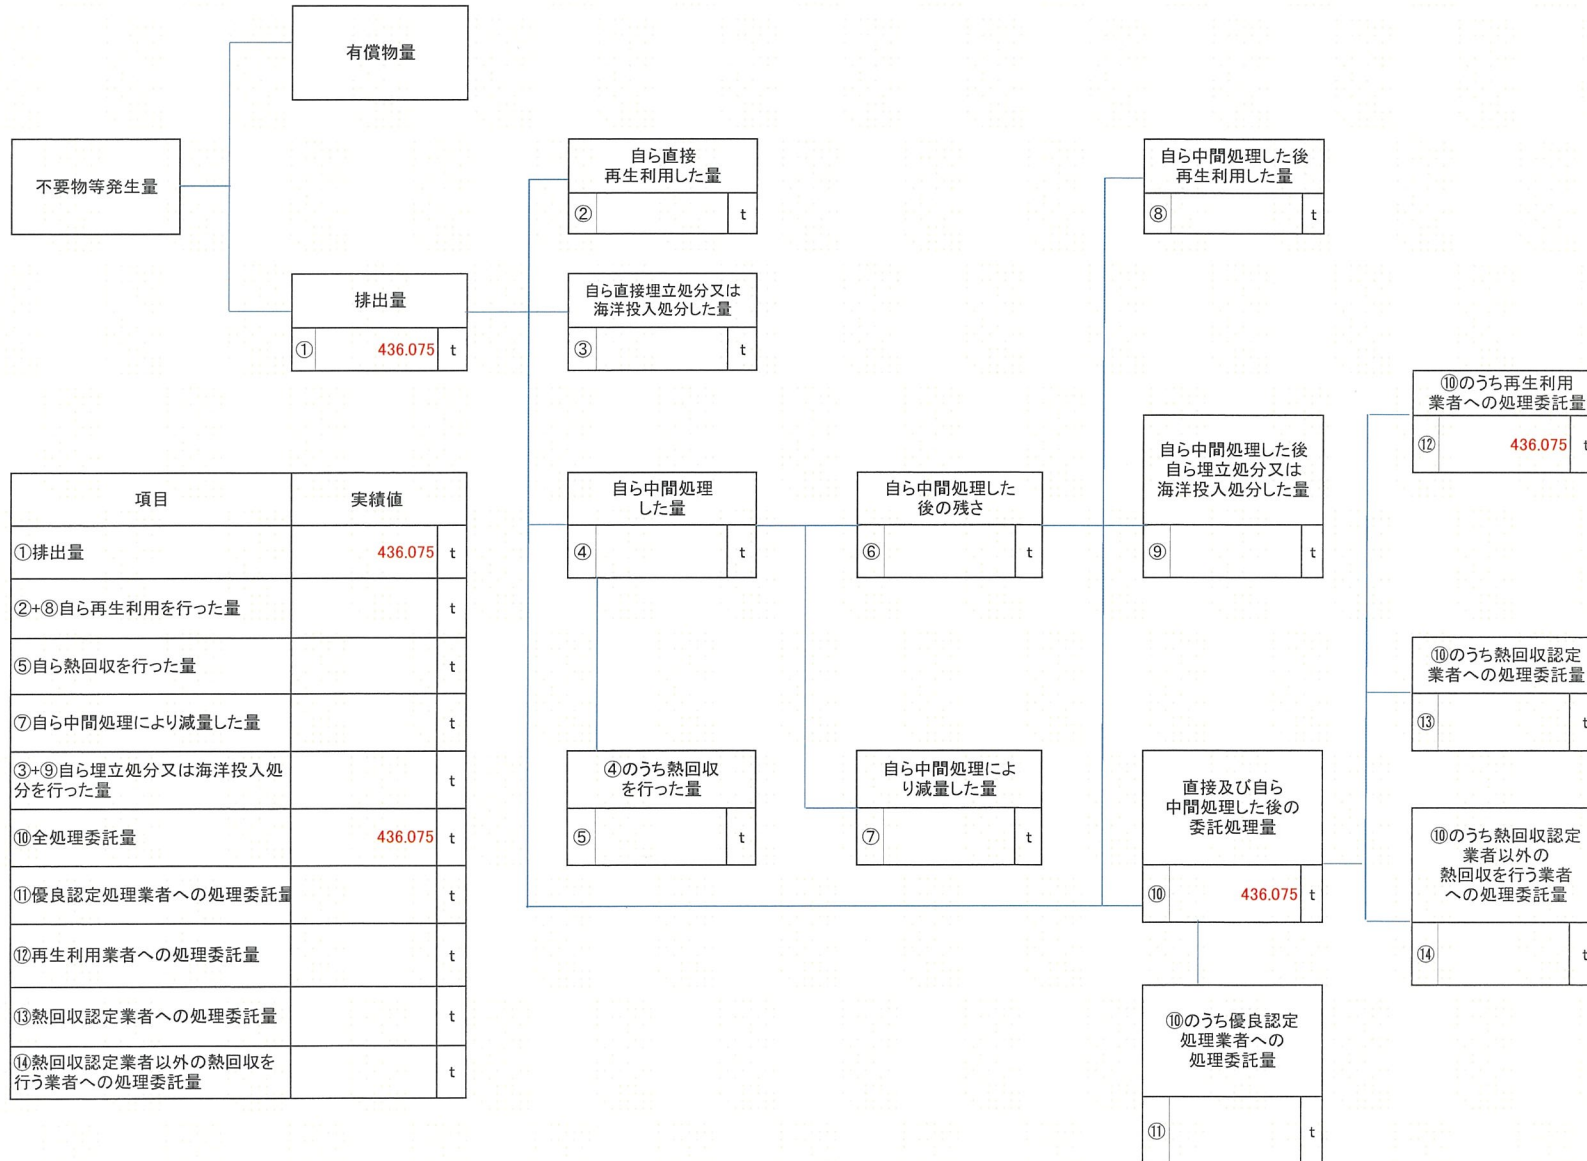 有償物量
不要物等発生量
排出量
① 436.075 t
自ら直接
再生利用した量
② t
自ら直接埋立処分又は
海洋投入処分した量
③ t
自ら中間処理
した量
④ t
④のうち熱回収
を行った量
⑤ t
自ら中間処理した
後の残さ
⑥ t
自ら中間処理によ
り減量した量
⑦ t
自ら中間処理した後
再生利用した量
⑧ t
自ら中間処理した後
自ら埋立処分又は
海洋投入処分した量
⑨ t
直接及び自ら
中間処理した後の
委託処理量
⑩ 436.075 t
⑩のうち優良認定
処理業者への
処理委託量
⑪ t
⑩のうち再生利用
業者への処理委託量
⑫ 436.075 t
⑩のうち熱回収認定
業者への処理委託量
⑬ t
⑩のうち熱回収認定
業者以外の
熱回収を行う業者
への処理委託量
⑭ t
項目 実績値
①排出量 436.075 t
②+⑧自ら再生利用を行った量 t
⑤自ら熱回収を行った量 t
⑦自ら中間処理により減量した量 t
③+⑨自ら埋立処分又は海洋投入処
分を行った量 t
⑩全処理委託量 436.075 t
⑪優良認定処理業者への処理委託量 t
⑫再生利用業者への処理委託量 t
⑬熱回収認定業者への処理委託量 t
⑭熱回収認定業者以外の熱回収を
行う業者への処理委託量 t